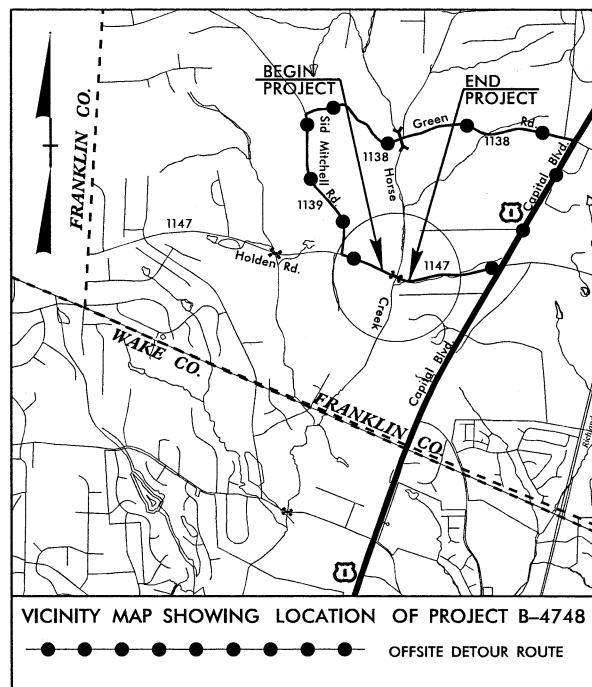 BEGIN
PROJECT
END
PROJECT
Green
Rd.
1138
1138
Sid Mitchell Rd.
1139
Horse
Capital Blvd.
1
FRANKLIN CO.
1147
Holden Rd.
1147
Creek
WAKE CO.
FRANKLIN CO.
Capital Blvd.
1
VICINITY MAP SHOWING LOCATION OF PROJECT B-4748
OFFSITE DETOUR ROUTE